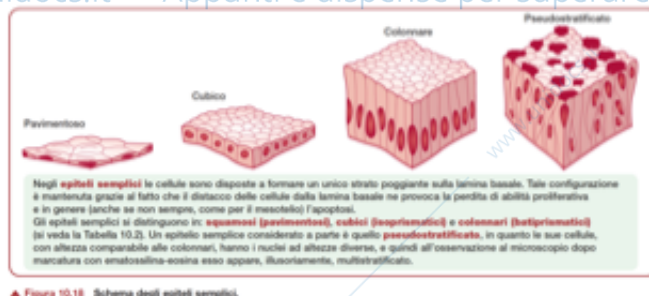 Appunti e dispense per superare
Pseudostratificato
Colonnare
Cubico
Pavimentoso
www
Negli epiteli semplici le cellule sono disposte a formare un unico strato poggiante sulla lamina basale. Tale configurazione
è mantenuta grazie al fatto che il distacco delle cellule dalla lamina basale ne provoca la perdita di abilità proliferativa
e in genere (anche se non sempre, come per il mesotelio) l'apoptosi.
Gli epiteli semplici si distinguono in: squamosi (pavimentosi), cubici (isoprismatici) e colonnari (batiprismatici)
(si veda la Tabella 10.2). Un epitelio semplice considerato a parte è quello pseudostratificato, in quanto le sue cellule,
con altezza comparabile alle colonnari, hanno i nuclei ad altezze diverse, e quindi all'osservazione al microscopio dopo
marcatura con ematossilina-eosina esso appare, illusoriamente, multistratificato.
▲ Figura 10.18 Schema degli epiteli semplici.